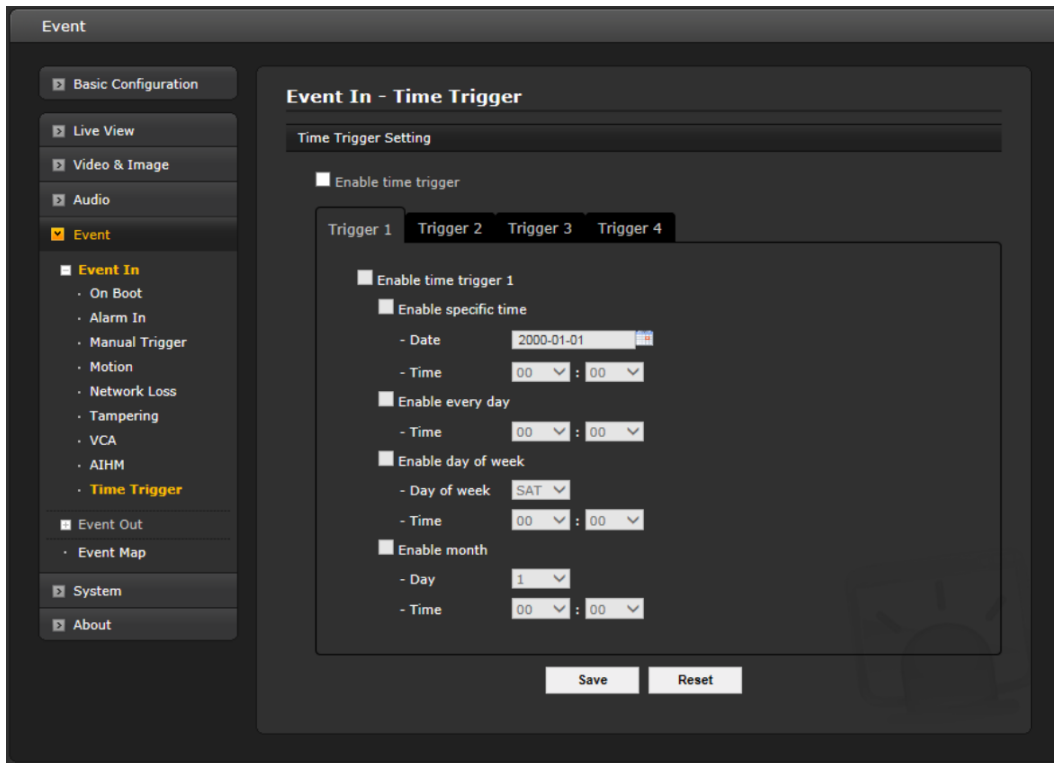 Event
Basic Configuration
Live View
Video & Image
Audio
Event
Event In
· On Boot
· Alarm In
· Manual Trigger
· Motion
· Network Loss
· Tampering
· VCA
· AIHM
· Time Trigger
Event Out
· Event Map
System
About
Event In - Time Trigger
Time Trigger Setting
Enable time trigger
Trigger 1 Trigger 2 Trigger 3 Trigger 4
Enable time trigger 1
Enable specific time
- Date 2000-01-01
- Time 00 : 00
Enable every day
- Time 00 : 00
Enable day of week
- Day of week SAT
- Time 00 : 00
Enable month
- Day 1
- Time 00 : 00
Save Reset